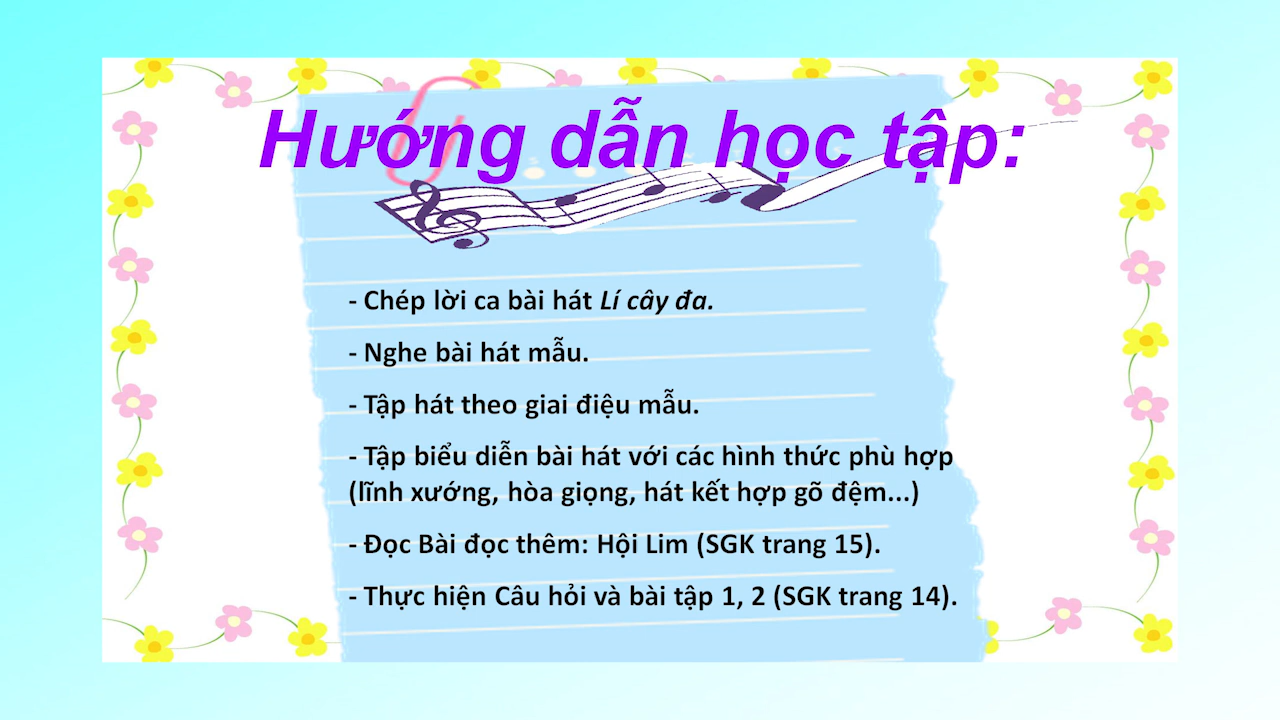 Hướng dẫn học tập:
- Chép lời ca bài hát Lí cây đa.
- Nghe bài hát mẫu.
- Tập hát theo giai điệu mẫu.
- Tập biểu diễn bài hát với các hình thức phù hợp
(lĩnh xướng, hòa giọng, hát kết hợp gõ đệm...)
- Đọc Bài đọc thêm: Hội Lim (SGK trang 15).
- Thực hiện Câu hỏi và bài tập 1, 2 (SGK trang 14).